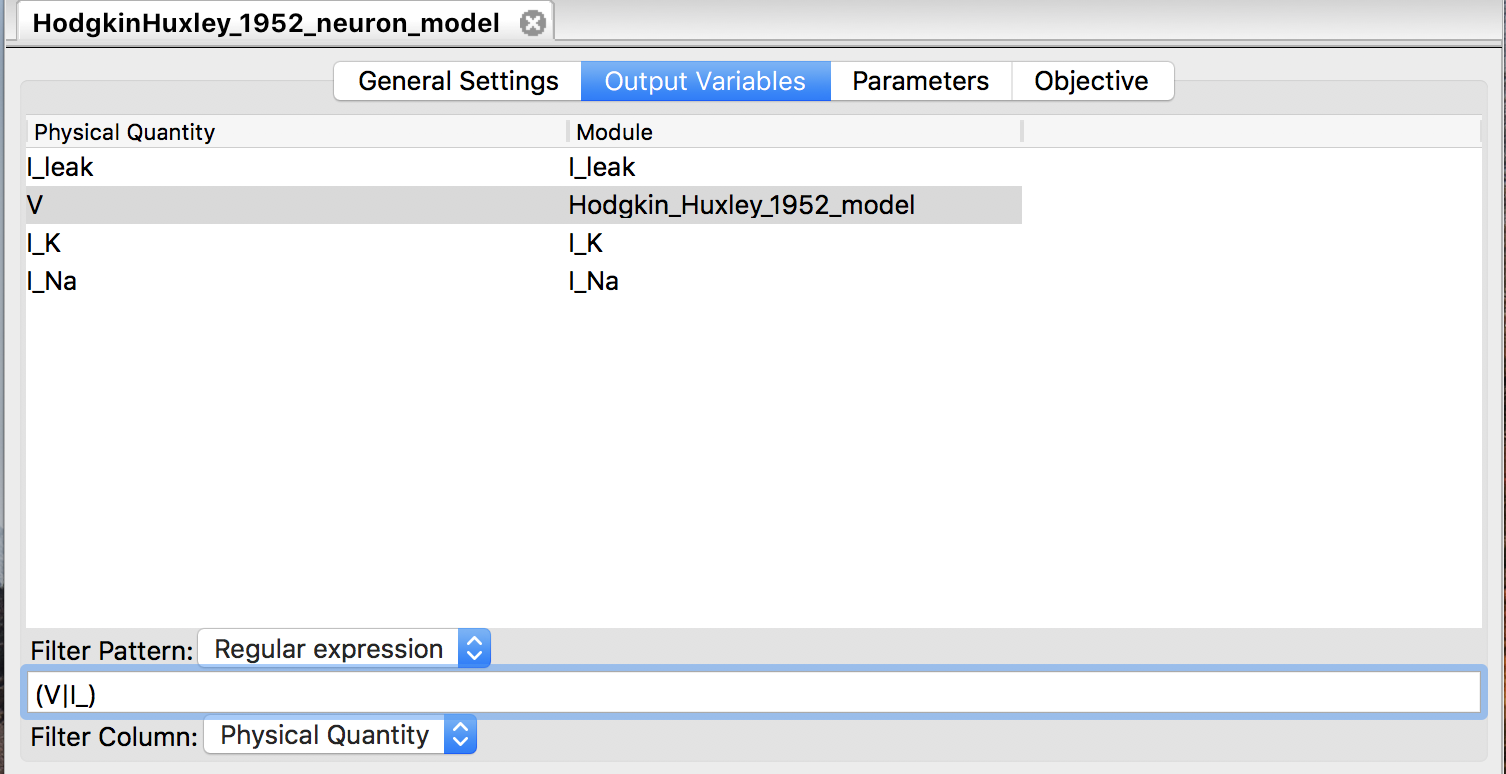 HodgkinHuxley_1952_neuron_model
General Settings Output Variables Parameters Objective
Physical Quantity Module
I_leak I_leak
V Hodgkin_Huxley_1952_model
I_K I_K
I_Na I_Na
Filter Pattern: Regular expression
(V|I_)
Filter Column: Physical Quantity